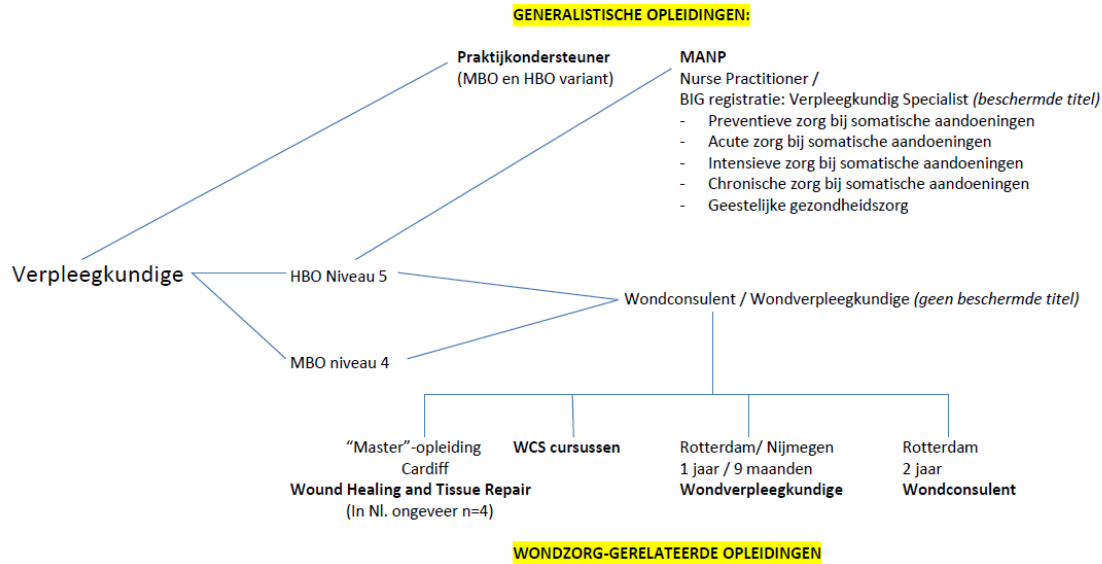 GENERALISTISCHE OPLEIDINGEN:
Praktijkondersteuner
(MBO en HBO variant)
MANP
Nurse Practitioner /
BIG registratie: Verpleegkundig Specialist (beschermde titel)
- Preventieve zorg bij somatische aandoeningen
- Acute zorg bij somatische aandoeningen
- Intensieve zorg bij somatische aandoeningen
- Chronische zorg bij somatische aandoeningen
- Geestelijke gezondheidszorg
Verpleegkundige
HBO Niveau 5
MBO niveau 4
Wondconsulent / Wondverpleegkundige (geen beschermde titel)
“Master”-opleiding
Cardiff
Wound Healing and Tissue Repair
(In Nl. ongeveer n=4)
WCS cursussen
Rotterdam/ Nijmegen
1 jaar / 9 maanden
Wondverpleegkundige
Rotterdam
2 jaar
Wondconsulent
WONDZORG-GERELATEERDE OPLEIDINGEN